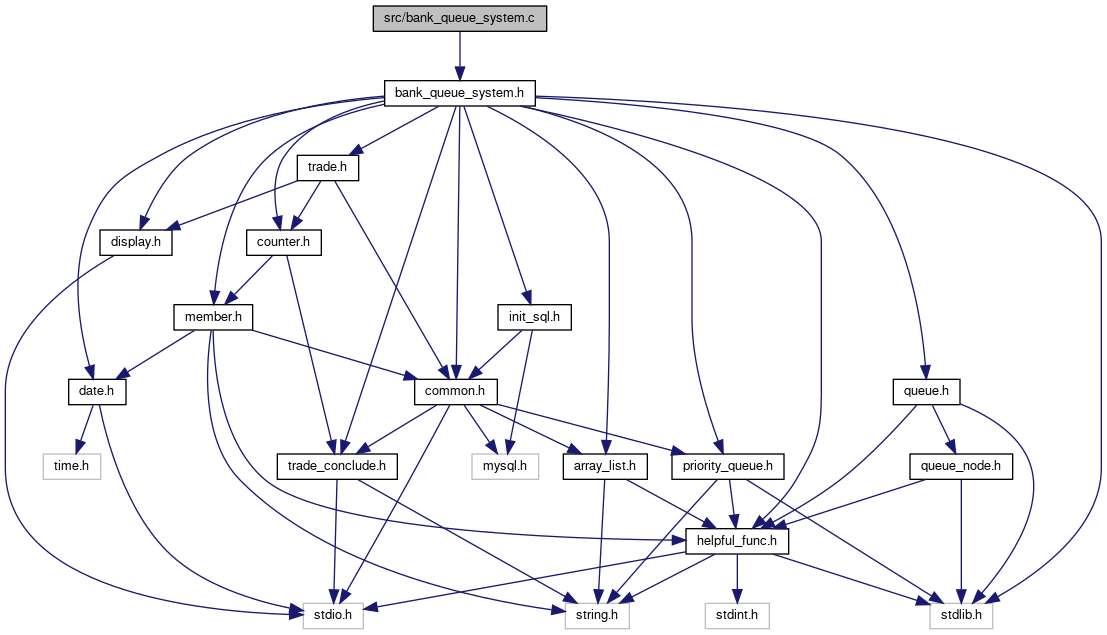 src/bank_queue_system.c
bank_queue_system.h
trade.h
display.h
counter.h
member.h
init_sql.h
date.h
common.h
queue.h
time.h
trade_conclude.h
mysql.h
array_list.h
priority_queue.h
queue_node.h
helpful_func.h
stdio.h
string.h
stdint.h
stdlib.h